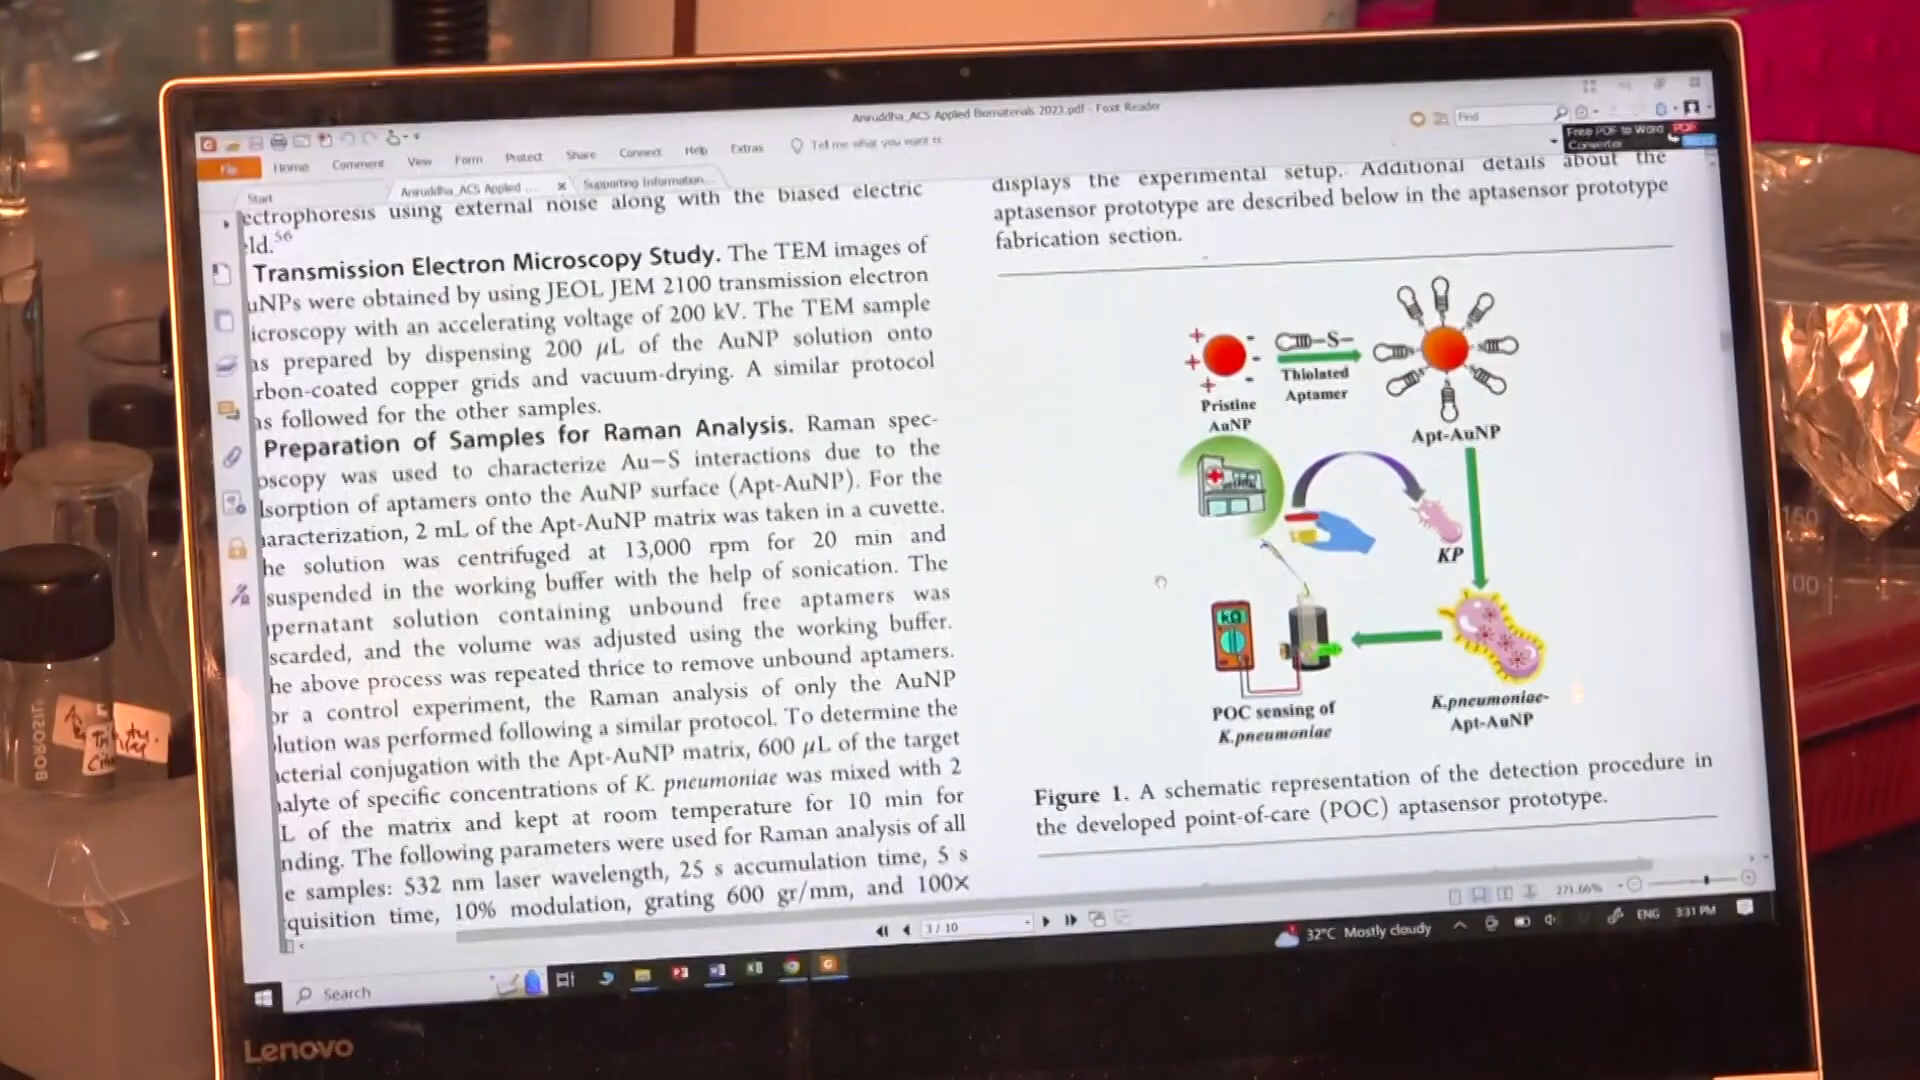 Anruddha_ACS Applied Biomaterials 2023.pdf - Foxit Reader
Find
File
Home
Comment
View
Form
Protect
Share
Connect
Help
Extras
Tell me what you want to
Free PDF to Word
Converter
PDF
Start
Anruddha_ACS Applied ...
Supporting Information...
ectrophoresis using external noise along with the biased electric
ld.56
Transmission Electron Microscopy Study. The TEM images of
uNPs were obtained by using JEOL JEM 2100 transmission electron
icroscopy with an accelerating voltage of 200 kV. The TEM sample
as prepared by dispensing 200 μL of the AuNP solution onto
rbon-coated copper grids and vacuum-drying. A similar protocol
as followed for the other samples.
Preparation of Samples for Raman Analysis. Raman spec-
oscopy was used to characterize Au−S interactions due to the
lsorption of aptamers onto the AuNP surface (Apt-AuNP). For the
aracterization, 2 mL of the Apt-AuNP matrix was taken in a cuvette.
he solution was centrifuged at 13,000 rpm for 20 min and
suspended in the working buffer with the help of sonication. The
pernatant solution containing unbound free aptamers was
scarded, and the volume was adjusted using the working buffer.
he above process was repeated thrice to remove unbound aptamers.
or a control experiment, the Raman analysis of only the AuNP
lution was performed following a similar protocol. To determine the
acterial conjugation with the Apt-AuNP matrix, 600 μL of the target
nalyte of specific concentrations of K. pneumoniae was mixed with 2
L of the matrix and kept at room temperature for 10 min for
nding. The following parameters were used for Raman analysis of all
e samples: 532 nm laser wavelength, 25 s accumulation time, 5 s
quisition time, 10% modulation, grating 600 gr/mm, and 100×
displays the experimental setup. Additional details about the
aptasensor prototype are described below in the aptasensor prototype
fabrication section.
-S-
Thiolated
Aptamer
Pristine
AuNP
Apt-AuNP
KP
kΩ
POC sensing of
K.pneumoniae
K.pneumoniae-
Apt-AuNP
Figure 1. A schematic representation of the detection procedure in
the developed point-of-care (POC) aptasensor prototype.
3 / 10
271.66%
Search
32°C Mostly cloudy
ENG
3:31 PM
Lenovo
BOROSIL
150
100